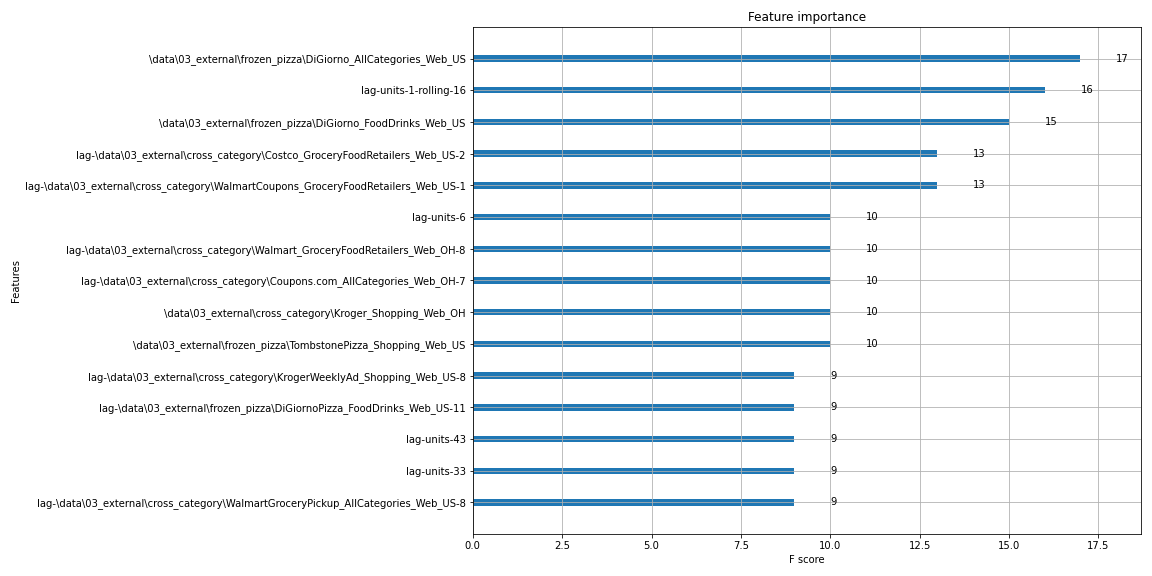 Feature importance
\data\03_external\frozen_pizza\DiGiorno_AllCategories_Web_US 17
lag-units-1-rolling-16 16
\data\03_external\frozen_pizza\DiGiorno_FoodDrinks_Web_US 15
lag-\data\03_external\cross_category\Costco_GroceryFoodRetailers_Web_US-2 13
lag-\data\03_external\cross_category\WalmartCoupons_GroceryFoodRetailers_Web_US-1 13
lag-units-6 10
lag-\data\03_external\cross_category\Walmart_GroceryFoodRetailers_Web_OH-8 10
lag-\data\03_external\cross_category\Coupons.com_AllCategories_Web_OH-7 10
\data\03_external\cross_category\Kroger_Shopping_Web_OH 10
\data\03_external\frozen_pizza\TombstonePizza_Shopping_Web_US 10
lag-\data\03_external\cross_category\KrogerWeeklyAd_Shopping_Web_US-8 9
lag-\data\03_external\frozen_pizza\DiGiornoPizza_FoodDrinks_Web_US-11 9
lag-units-43 9
lag-units-33 9
lag-\data\03_external\cross_category\WalmartGroceryPickup_AllCategories_Web_US-8 9
Features
0.0 2.5 5.0 7.5 10.0 12.5 15.0 17.5
F score